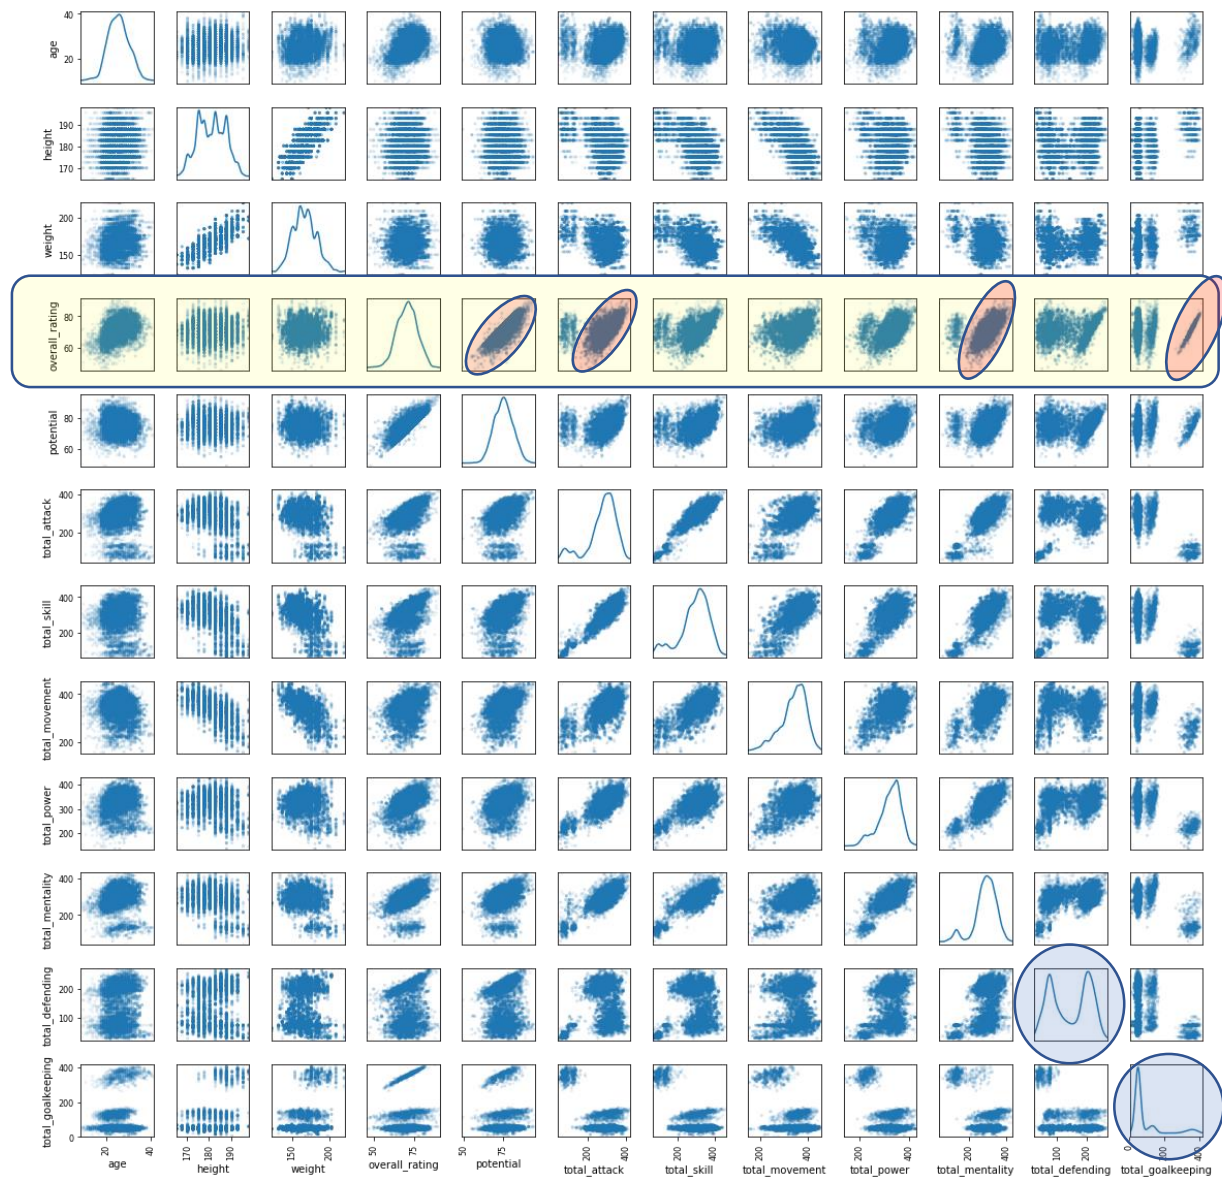 age
40
20
height
190
180
170
weight
200
150
overall_rating
80
60
potential
80
60
total_attack
400
200
total_skill
400
200
total_movement
400
200
total_power
400
300
200
total_mentality
400
200
total_defending
200
100
total_goalkeeping
400
200
0
20 40
170 180 190
150 200
50 75
50 75
200 400
200 400
200 400
200 400
200 400
100 200
0 200 400
age height weight overall_rating potential total_attack total_skill total_movement total_power total_mentality total_defending total_goalkeeping